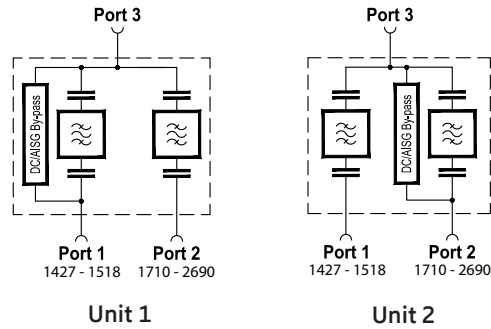 Port 3
DC/AISG By-pass
Port 1
1427 - 1518
Port 2
1710 - 2690
Unit 1
Port 3
DC/AISG By-pass
Port 1
1427 - 1518
Port 2
1710 - 2690
Unit 2